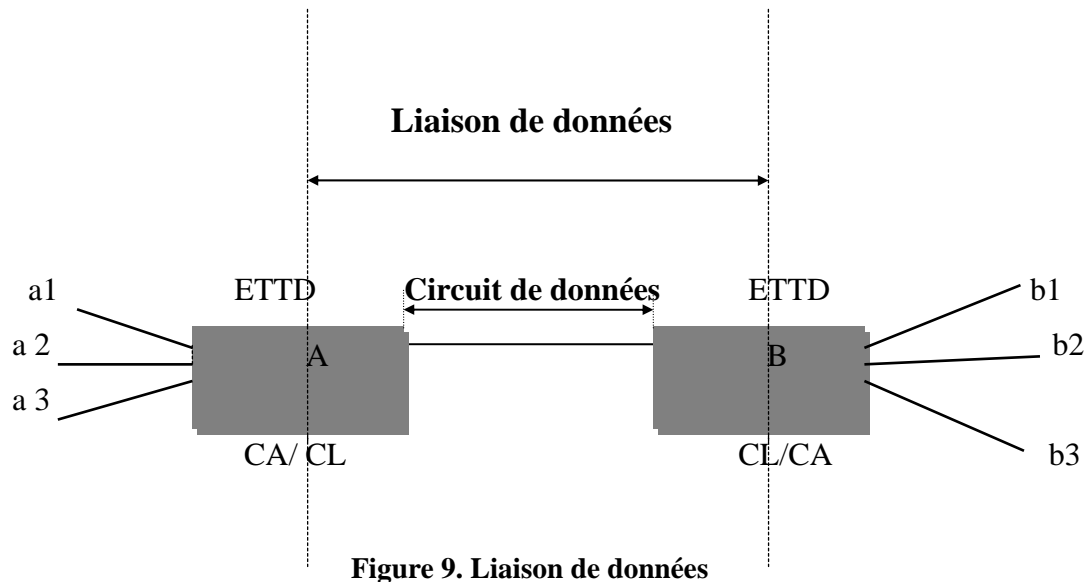 Liaison de données
ETTD Circuit de données ETTD
a1 b1
a 2 A B b2
a 3
CA/ CL CL/CA b3
Figure 9. Liaison de données